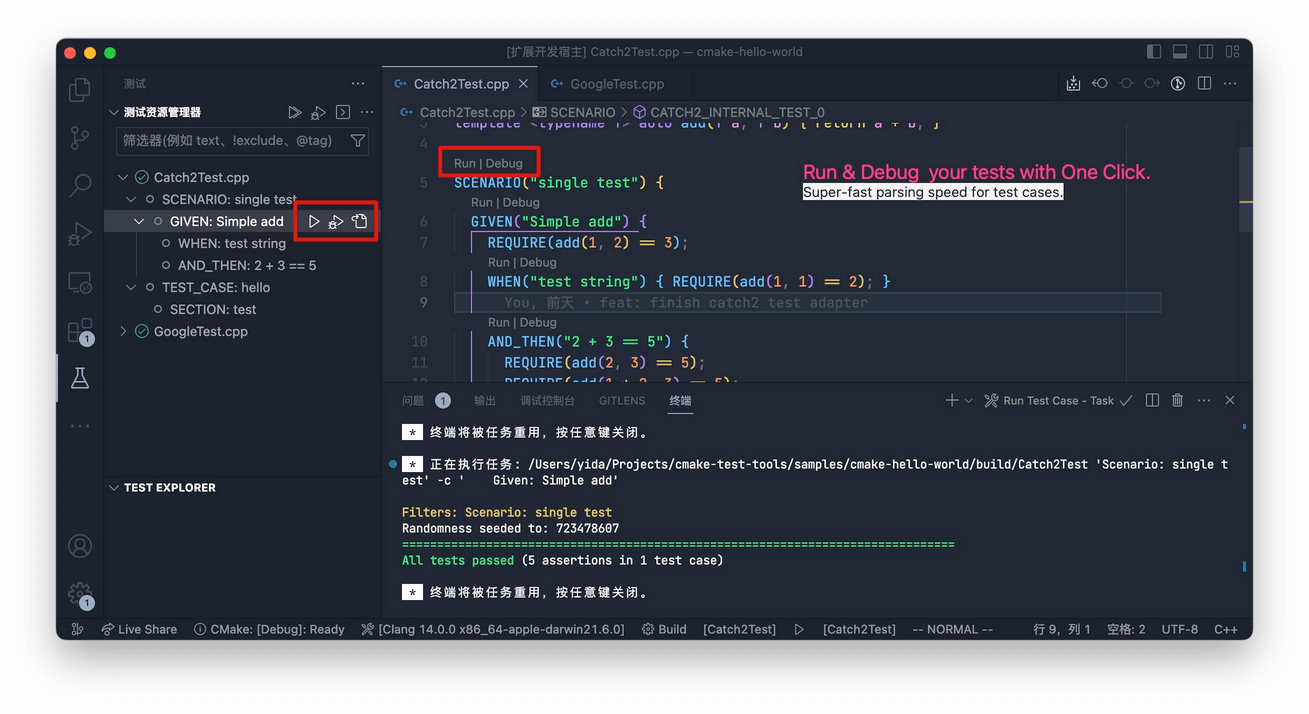 [扩展开发宿主] Catch2Test.cpp — cmake-hello-world
测试
测试资源管理器
筛选器(例如 text、!exclude、@tag)
Catch2Test.cpp
SCENARIO: single test
GIVEN: Simple add
WHEN: test string
AND_THEN: 2 + 3 == 5
TEST_CASE: hello
SECTION: test
GoogleTest.cpp
TEST EXPLORER
1
1
Catch2Test.cpp
GoogleTest.cpp
Catch2Test.cpp > SCENARIO > CATCH2_INTERNAL_TEST_0
3 template <typename T> auto add(T a, T b) { return a + b; }
4
Run | Debug
5 SCENARIO("single test") {
Run | Debug
6 GIVEN("Simple add") {
7 REQUIRE(add(1, 2) == 3);
Run | Debug
8 WHEN("test string") { REQUIRE(add(1, 1) == 2); }
9 You, 前天 • feat: finish catch2 test adapter
Run | Debug
10 AND_THEN("2 + 3 == 5") {
11 REQUIRE(add(2, 3) == 5);
12 REQUIRE(add(1 + 2, 3) == 5);
Run & Debug your tests with One Click.
Super-fast parsing speed for test cases.
问题 1 输出 调试控制台 GITLENS 终端
Run Test Case - Task
* 终端将被任务重用，按任意键关闭。
* 正在执行任务: /Users/yida/Projects/cmake-test-tools/samples/cmake-hello-world/build/Catch2Test 'Scenario: single t
est' -c ' Given: Simple add'
Filters: Scenario: single test
Randomness seeded to: 723478607
===============================================================================
All tests passed (5 assertions in 1 test case)
* 终端将被任务重用，按任意键关闭。
Live Share CMake: [Debug]: Ready [Clang 14.0.0 x86_64-apple-darwin21.6.0] Build [Catch2Test] [Catch2Test] -- NORMAL -- 行 9，列 1 空格: 2 UTF-8 C++